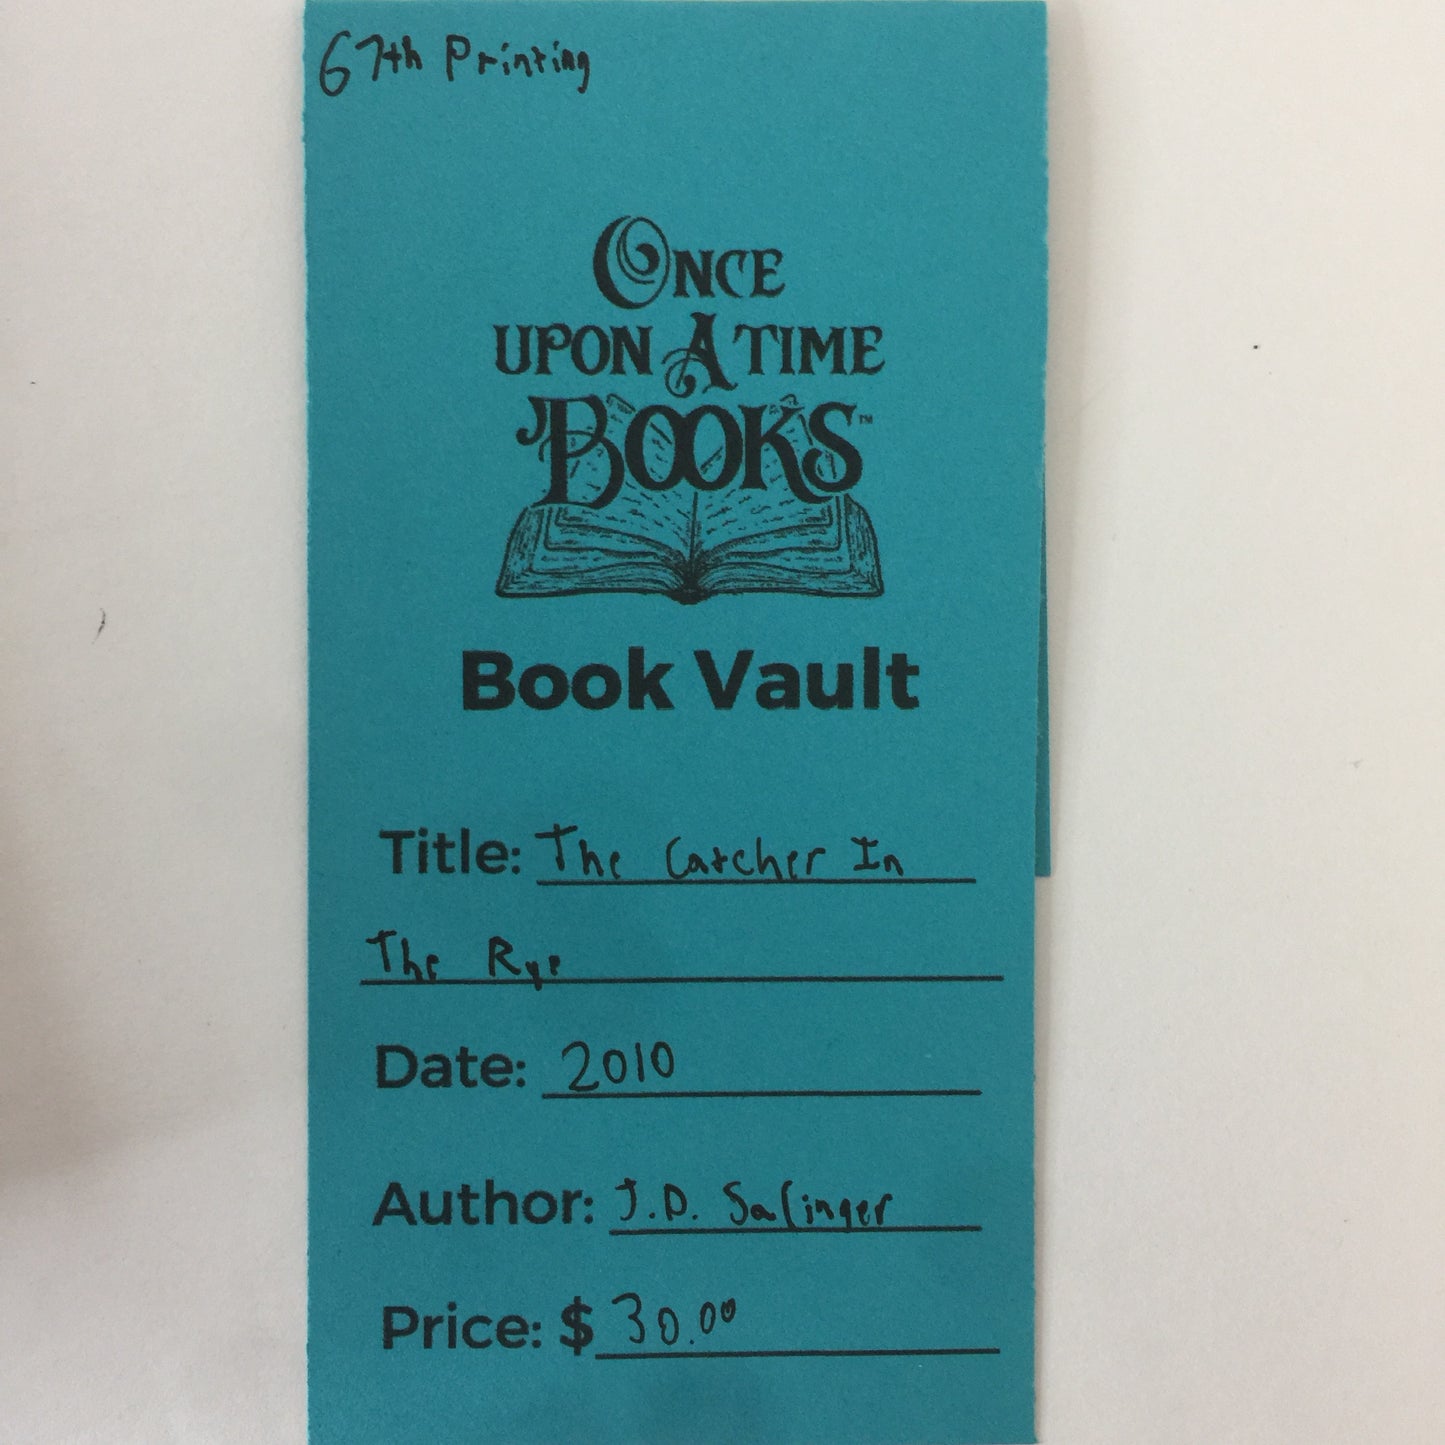 67th Printing
ONCE
UPON A TIME
BOOKS™
Book Vault
Title: The Catcher In
The Rye
Date: 2010
Author: J.D. Salinger
Price: $30.00